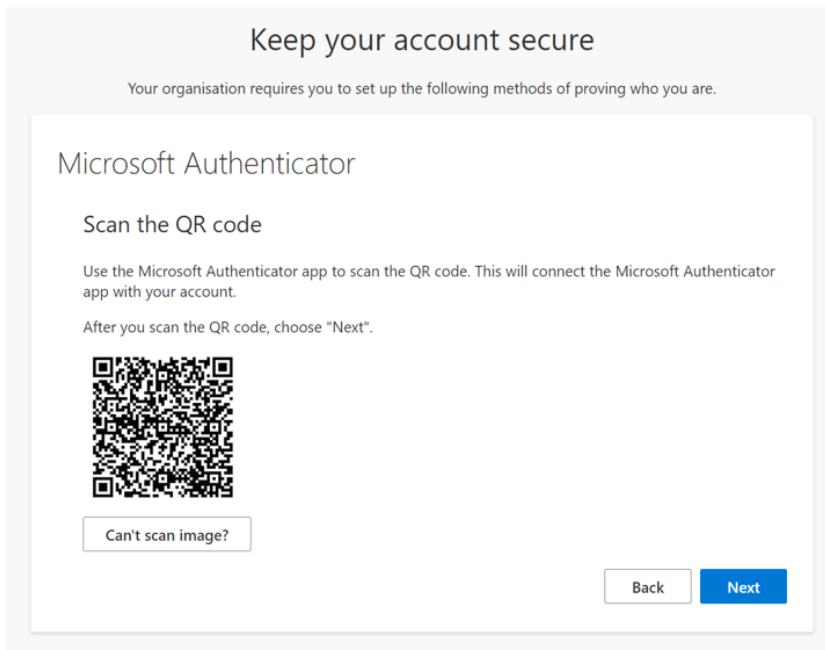 Keep your account secure
Your organisation requires you to set up the following methods of proving who you are.
Microsoft Authenticator
Scan the QR code
Use the Microsoft Authenticator app to scan the QR code. This will connect the Microsoft Authenticator
app with your account.
After you scan the QR code, choose "Next".
Can't scan image?
Back
Next